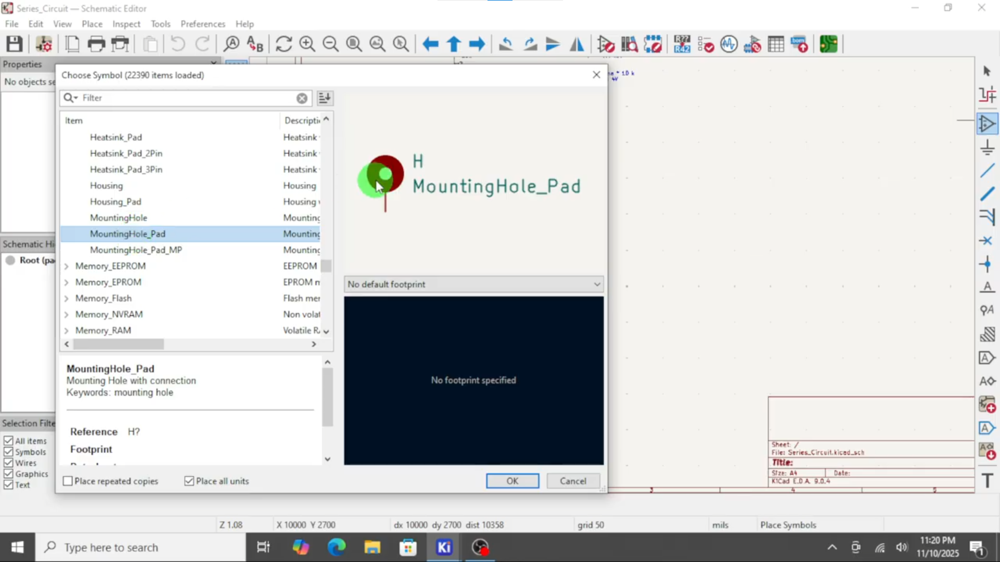 Series_Circuit — Schematic Editor
File Edit View Place Inspect Tools Preferences Help
Properties
No objects se
Choose Symbol (22390 items loaded)
Filter
Item Descripti
Heatsink_Pad Heatsink
Heatsink_Pad_2Pin Heatsink
Heatsink_Pad_3Pin Heatsink
Housing Housing
Housing_Pad Housing
MountingHole Mounting
MountingHole_Pad Mounting
MountingHole_Pad_MP Mounting
Memory_EEPROM EEPROM
Memory_EPROM EPROM m
Memory_Flash Flash mer
Memory_NVRAM Non volat
Memory_RAM Volatile R
H
MountingHole_Pad
No default footprint
No footprint specified
MountingHole_Pad
Mounting Hole with connection
Keywords: mounting hole
Reference H?
Footprint
Place repeated copies Place all units OK Cancel
Schematic Hi
Root (pa
Selection Filte
All items
Symbols
Wires
Graphics
Text
Sheet: /
File: Series_Circuit.kicad_sch
Title:
Size: A4 Date:
KiCad E.D.A. 9.0.4
3 4 5
Z 1.08 X 10000 Y 2700 dx 10000 dy 2700 dist 10358 grid 50 mils Place Symbols
Type here to search
11:20 PM
11/10/2025
1